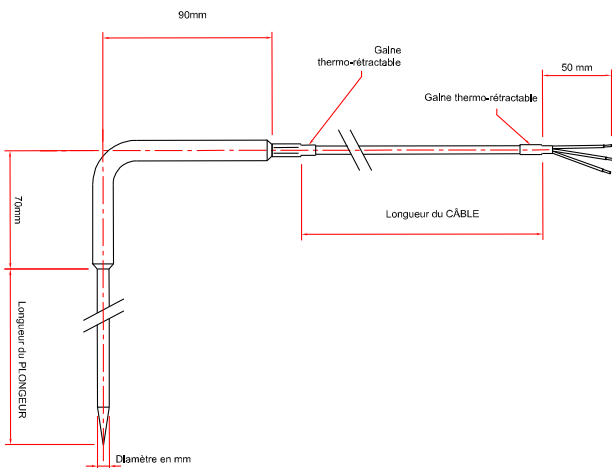 90mm
Gaine
thermo-rétractable
50 mm
Gaine thermo-rétractable
70mm
Longueur du CÂBLE
Longueur du PLONGEUR
Diamètre en mm